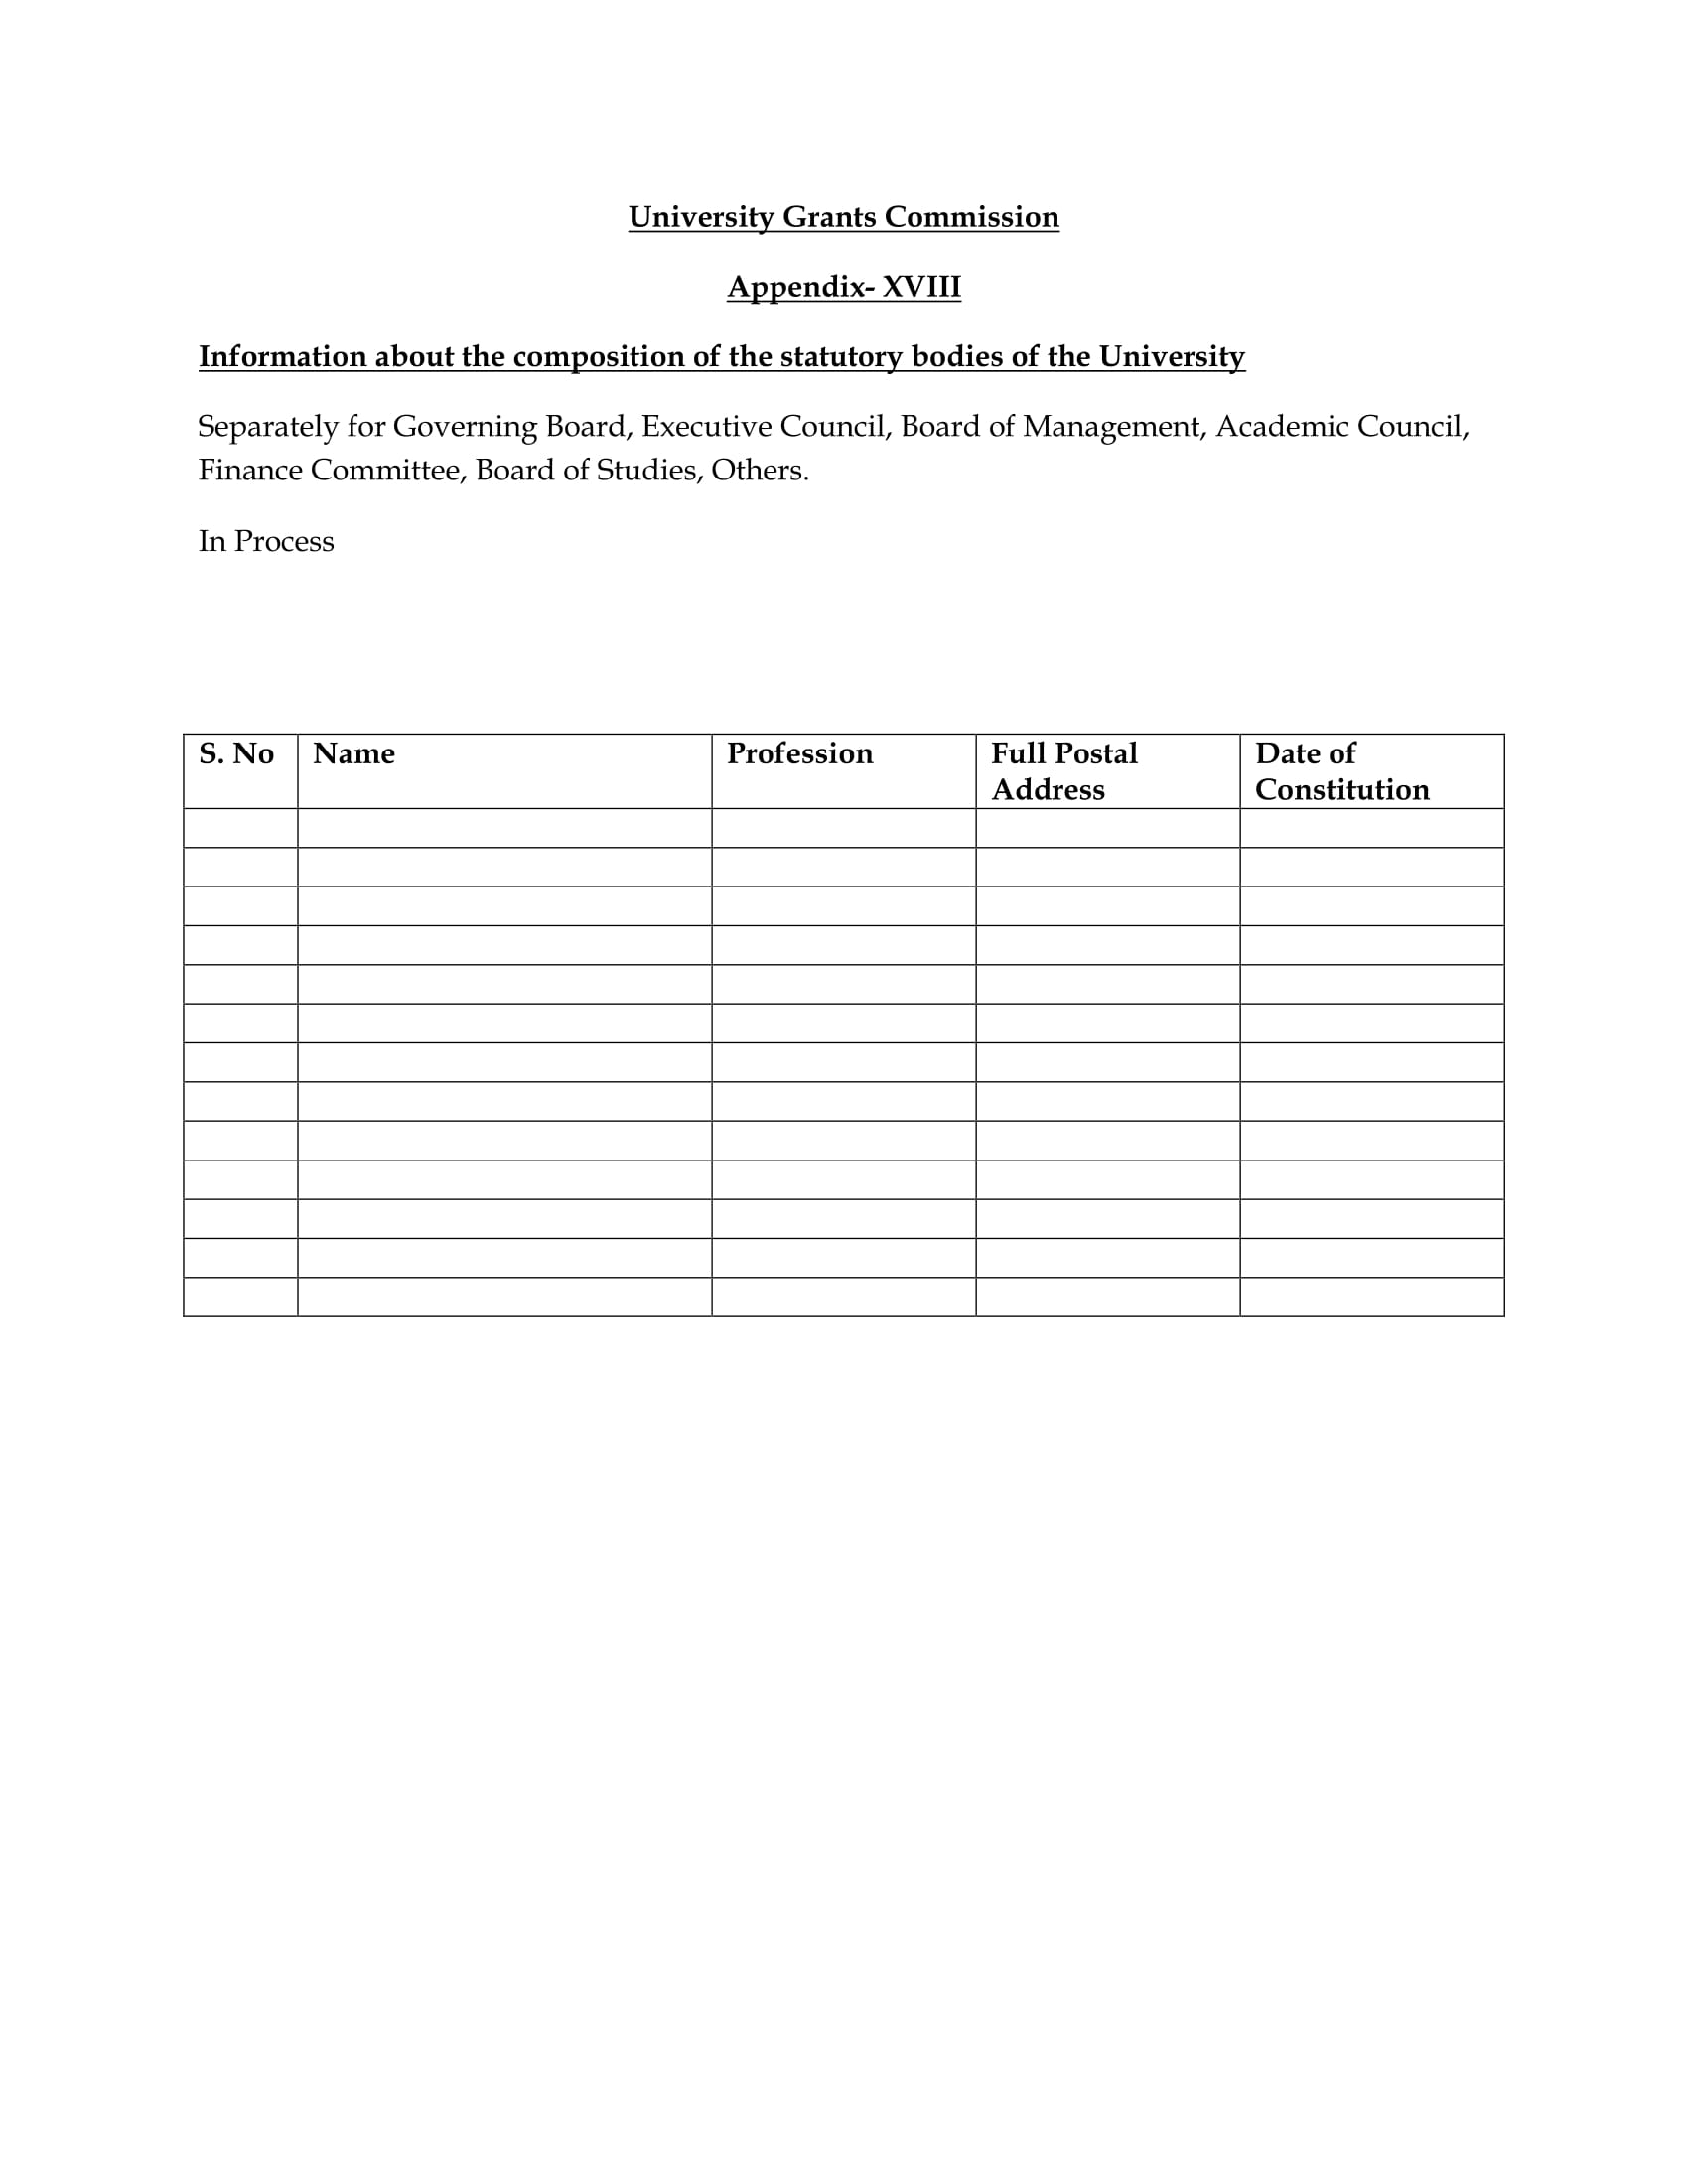 University Grants Commission
Appendix- XVIII
Information about the composition of the statutory bodies of the University
Separately for Governing Board, Executive Council, Board of Management, Academic Council,
Finance Committee, Board of Studies, Others.
In Process
S. No Name Profession Full Postal Address Date of Constitution